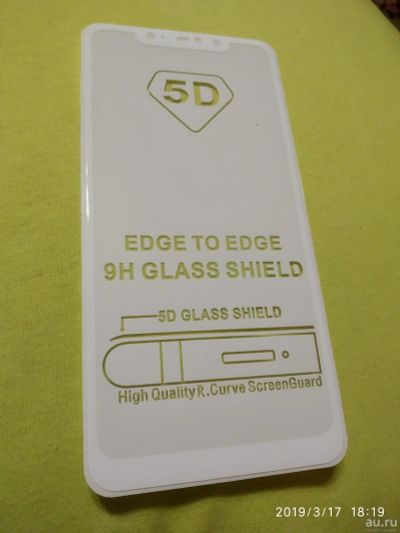 5D
EDGE TO EDGE
9H GLASS SHIELD
5D GLASS SHIELD
High Quality R.Curve ScreenGuard
2019/3/17 18:19
au.ru